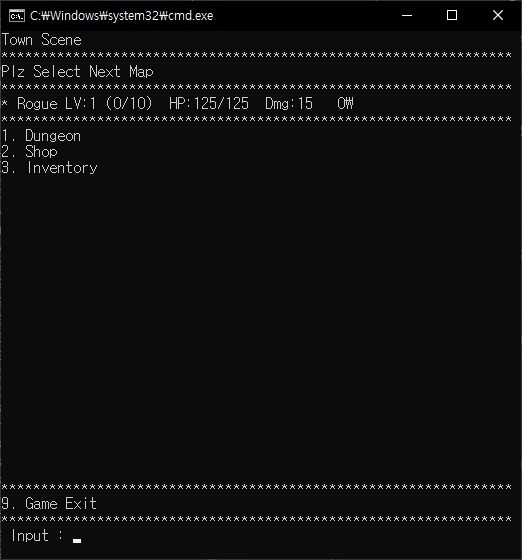 C:₩Windows₩system32₩cmd.exe
Town Scene
****************************************************************
Plz Select Next Map
****************************************************************
* Rogue LV:1 (0/10)  HP:125/125  Dmg:15   0₩
****************************************************************
1. Dungeon
2. Shop
3. Inventory
****************************************************************
9. Game Exit
****************************************************************
Input : _